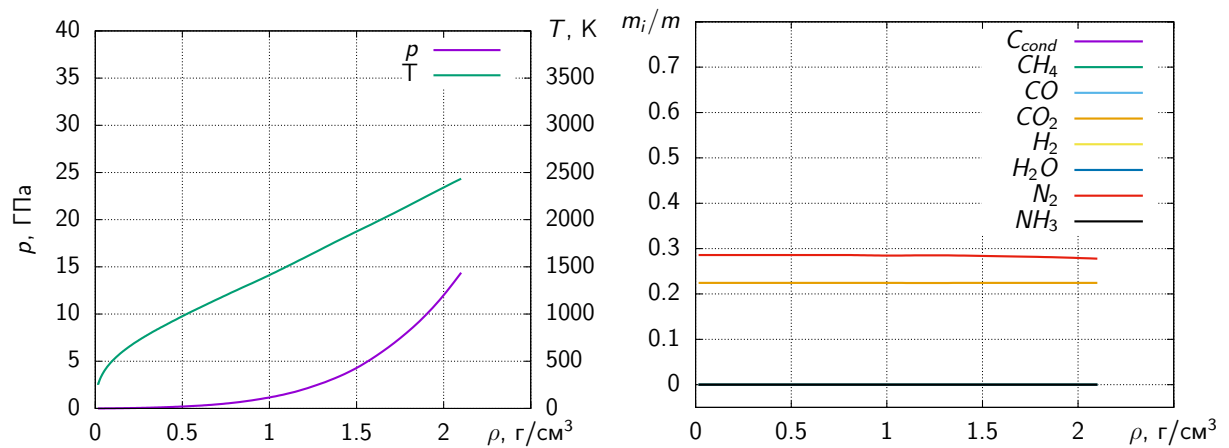 40
35
30
25
20
15
10
5
0
p, ГПа
0
0.5
1
1.5
2
ρ, г/см³
T, K
3500
3000
2500
2000
1500
1000
500
0
p
T
m_i/m
0.7
0.6
0.5
0.4
0.3
0.2
0.1
0
0
0.5
1
1.5
2
ρ, г/см³
C_cond
CH₄
CO
CO₂
H₂
H₂O
N₂
NH₃